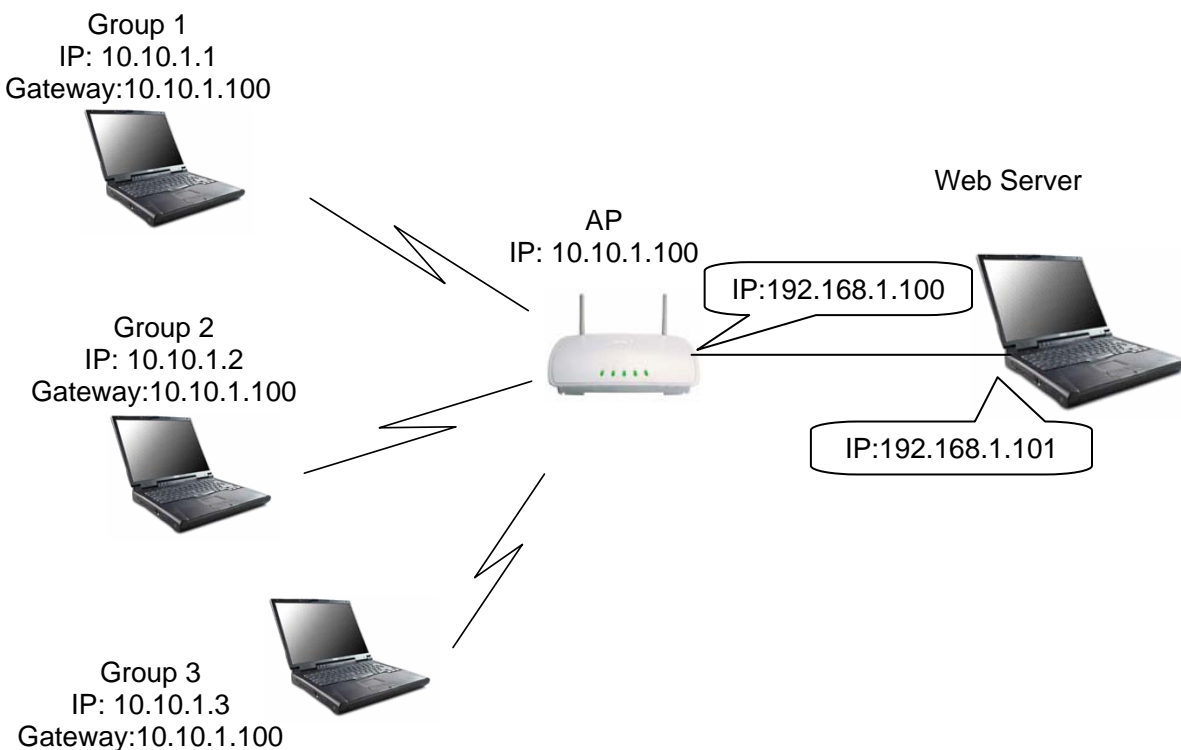 Group 1
IP: 10.10.1.1
Gateway:10.10.1.100
Web Server
AP
IP: 10.10.1.100
IP:192.168.1.100
Group 2
IP: 10.10.1.2
Gateway:10.10.1.100
IP:192.168.1.101
Group 3
IP: 10.10.1.3
Gateway:10.10.1.100